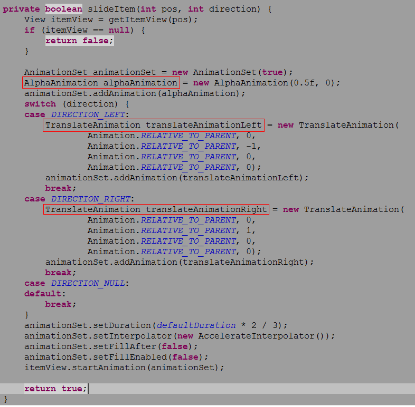 private boolean slideItem(int pos, int direction) {
    View itemView = getItemView(pos);
    if (itemView == null) {
        return false;
    }

    AnimationSet animationSet = new AnimationSet(true);
    AlphaAnimation alphaAnimation = new AlphaAnimation(0.5f, 0);
    animationSet.addAnimation(alphaAnimation);
    switch (direction) {
    case DIRECTION_LEFT:
        TranslateAnimation translateAnimationLeft = new TranslateAnimation(
                Animation.RELATIVE_TO_PARENT, 0,
                Animation.RELATIVE_TO_PARENT, -1,
                Animation.RELATIVE_TO_PARENT, 0,
                Animation.RELATIVE_TO_PARENT, 0);
        animationSet.addAnimation(translateAnimationLeft);
        break;
    case DIRECTION_RIGHT:
        TranslateAnimation translateAnimationRight = new TranslateAnimation(
                Animation.RELATIVE_TO_PARENT, 0,
                Animation.RELATIVE_TO_PARENT, 1,
                Animation.RELATIVE_TO_PARENT, 0,
                Animation.RELATIVE_TO_PARENT, 0);
        animationSet.addAnimation(translateAnimationRight);
        break;
    case DIRECTION_NULL:
    default:
        break;
    }
    animationSet.setDuration(defaultDuration * 2 / 3);
    animationSet.setInterpolator(new AccelerateInterpolator());
    animationSet.setFillAfter(false);
    animationSet.setFillEnabled(false);
    itemView.startAnimation(animationSet);

    return true;
}